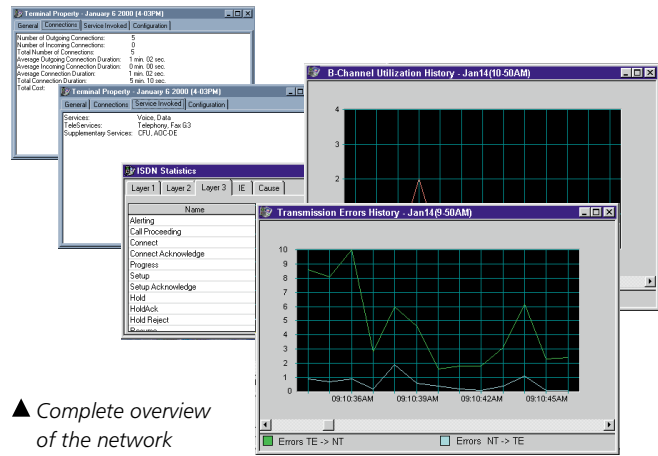 Terminal Property - January 6 2000 (4-03PM)
General Connections Service Invoked Configuration
Number of Outgoing Connections: 5
Number of Incoming Connections: 0
Total Number of Connections: 5
Average Outgoing Connection Duration: 1 min. 02 sec.
Average Incoming Connection Duration: 0 min. 00 sec.
Average Connection Duration: 1 min. 02 sec.
Total Connection Duration: 5 min. 10 sec.
Total Cost:
Terminal Property - January 6 2000 (4-03PM)
General Connections Service Invoked Configuration
Services: Voice, Data
TeleServices: Telephony, Fax G3
Supplementary Services: CFU, AOC-DE
B-Channel Utilization History - Jan14(10-50AM)
4
3
2
ISDN Statistics
Layer 1 Layer 2 Layer 3 IE Cause
Name
Alerting
Call Proceeding
Connect
Connect Acknowledge
Progress
Setup
Setup Acknowledge
Hold
HoldAck
Hold Reject
Resume
Transmission Errors History - Jan14(9-50AM)
10
9
8
7
6
5
4
3
2
1
0
09:10:36AM 09:10:39AM 09:10:42AM 09:10:45AM
Errors TE -> NT Errors NT -> TE
Complete overview
of the network